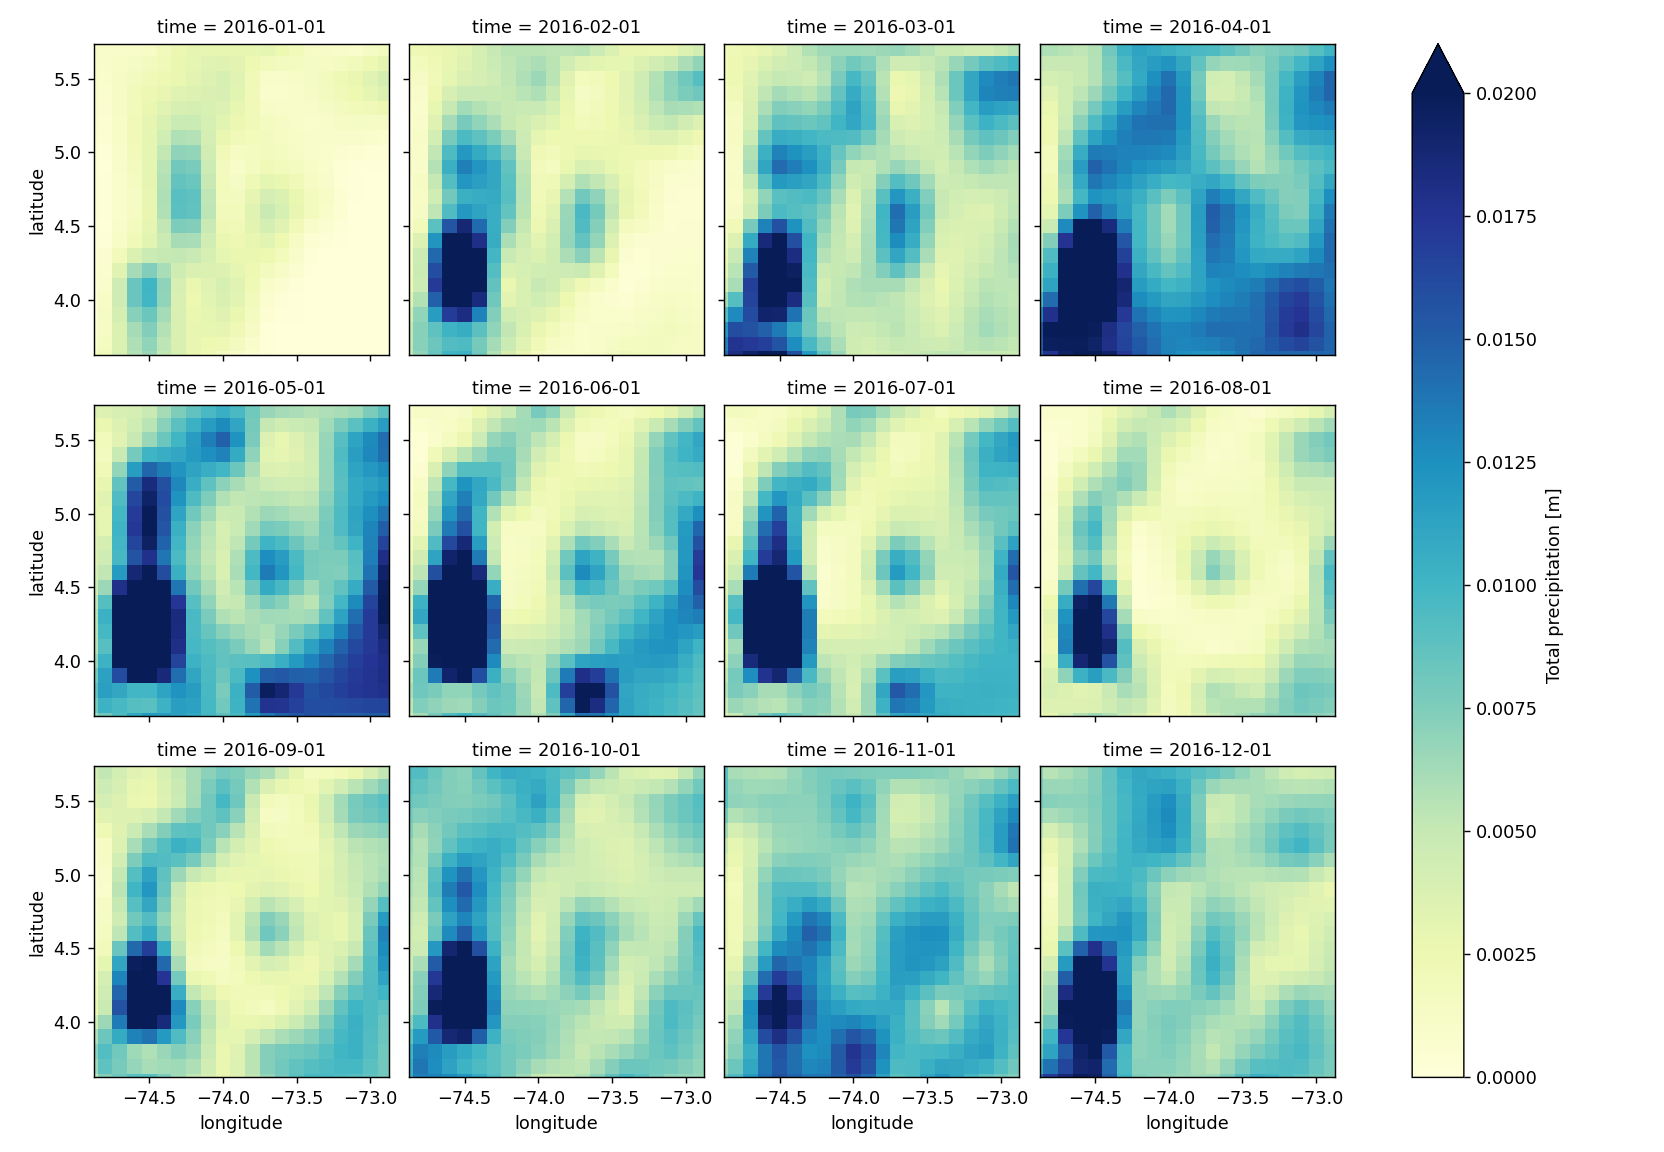 time = 2016-01-01
time = 2016-02-01
time = 2016-03-01
time = 2016-04-01
5.5
5.0
4.5
4.0
latitude
time = 2016-05-01
time = 2016-06-01
time = 2016-07-01
time = 2016-08-01
5.5
5.0
4.5
4.0
latitude
time = 2016-09-01
time = 2016-10-01
time = 2016-11-01
time = 2016-12-01
5.5
5.0
4.5
4.0
latitude
−74.5 −74.0 −73.5 −73.0
longitude
−74.5 −74.0 −73.5 −73.0
longitude
−74.5 −74.0 −73.5 −73.0
longitude
−74.5 −74.0 −73.5 −73.0
longitude
0.0200
0.0175
0.0150
0.0125
0.0100
0.0075
0.0050
0.0025
0.0000
Total precipitation [m]